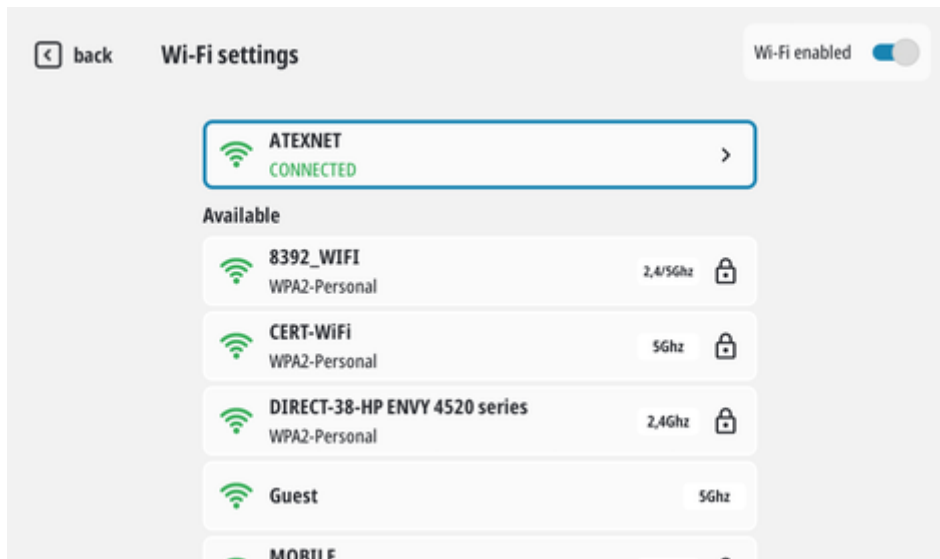 back
Wi-Fi settings
Wi-Fi enabled
ATEXNET
CONNECTED
Available
8392_WIFI
WPA2-Personal
2,4/5Ghz
CERT-WiFi
WPA2-Personal
5Ghz
DIRECT-38-HP ENVY 4520 series
WPA2-Personal
2,4Ghz
Guest
5Ghz
MOBILE